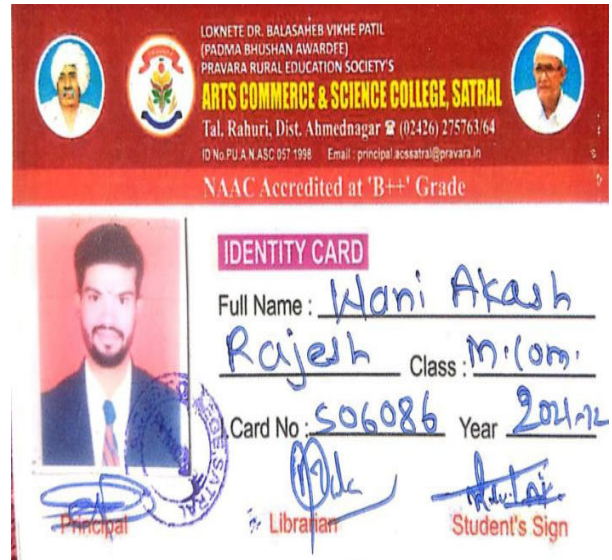 LOKNETE DR. BALASAHEB VIKHE PATIL
(PADMA BHUSHAN AWARDEE)
PRAVARA RURAL EDUCATION SOCIETY'S
ARTS COMMERCE & SCIENCE COLLEGE, SATRAL
Tal. Rahuri, Dist. Ahmednagar ☎ (02426) 275763/64
ID No.PU.A.N.ASC 057 1998 Email : principal.acssatral@pravara.in
NAAC Accredited at 'B++' Grade
IDENTITY CARD
Full Name : Wani Akash
Rajesh Class : M.Com.
Card No : S06086 Year
Principal Librarian Student's Sign